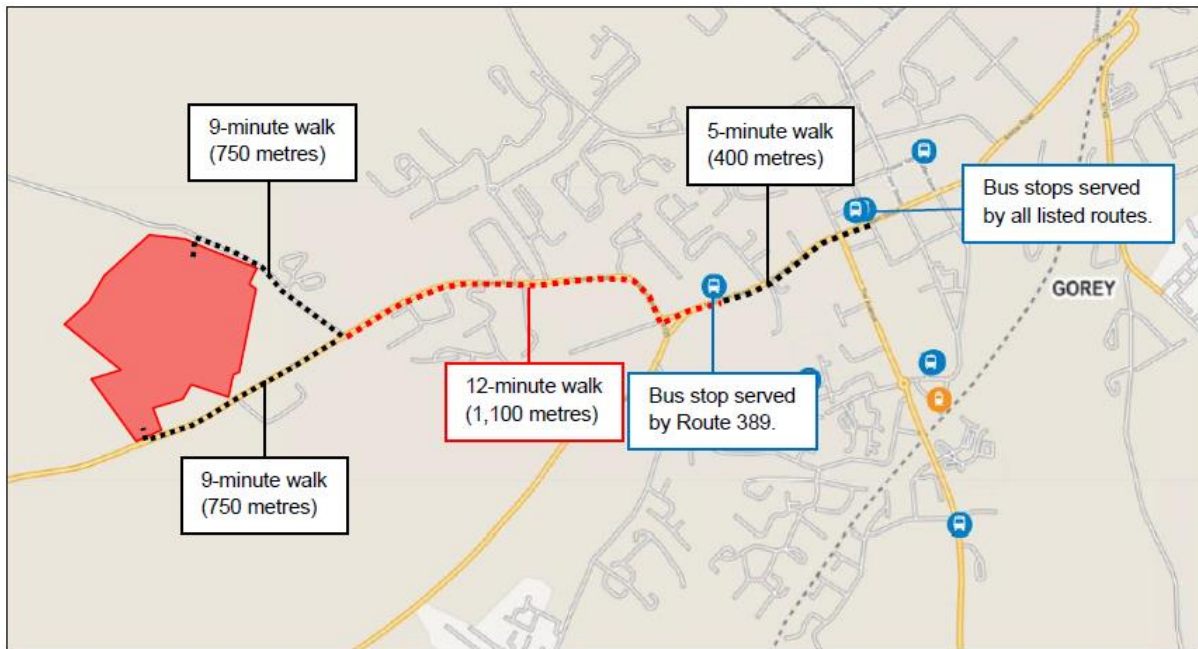 9-minute walk
(750 metres)
5-minute walk
(400 metres)
Bus stops served
by all listed routes.
GOREY
12-minute walk
(1,100 metres)
Bus stop served
by Route 389.
9-minute walk
(750 metres)